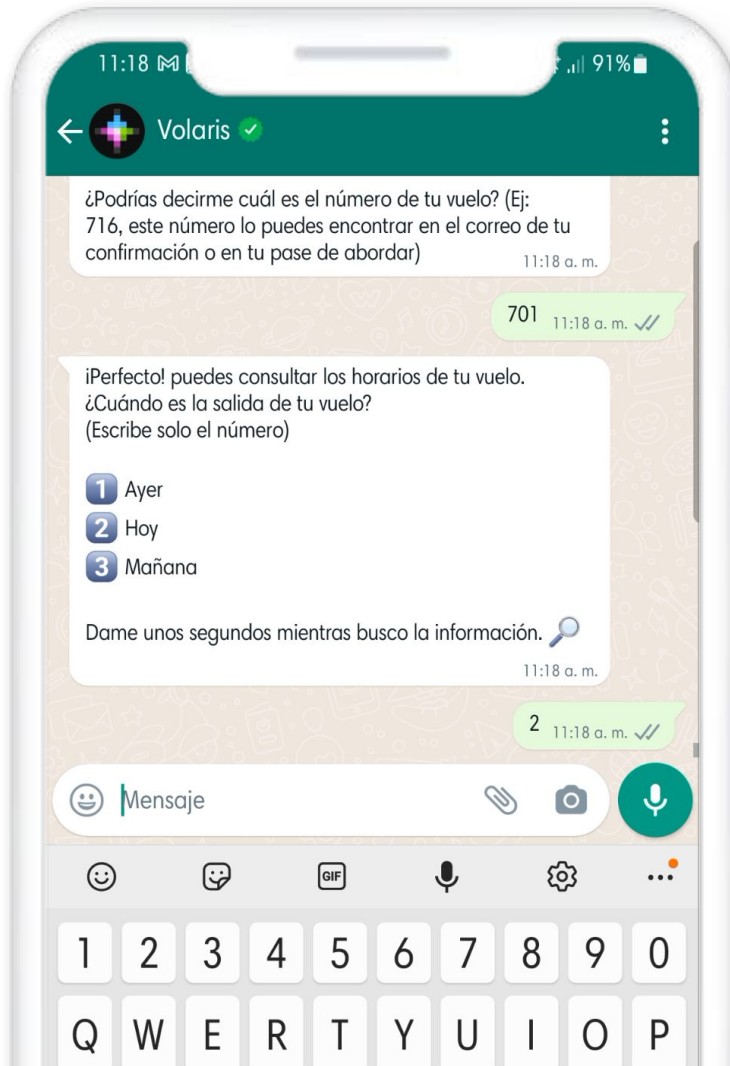 11:18
91%
Volaris
¿Podrías decirme cuál es el número de tu vuelo? (Ej:
716, este número lo puedes encontrar en el correo de tu
confirmación o en tu pase de abordar)
11:18 a. m.
701 11:18 a. m.
¡Perfecto! puedes consultar los horarios de tu vuelo.
¿Cuándo es la salida de tu vuelo?
(Escribe solo el número)
1 Ayer
2 Hoy
3 Mañana
Dame unos segundos mientras busco la información.
11:18 a. m.
2 11:18 a. m.
Mensaje
GIF
1 2 3 4 5 6 7 8 9 0
Q W E R T Y U I O P